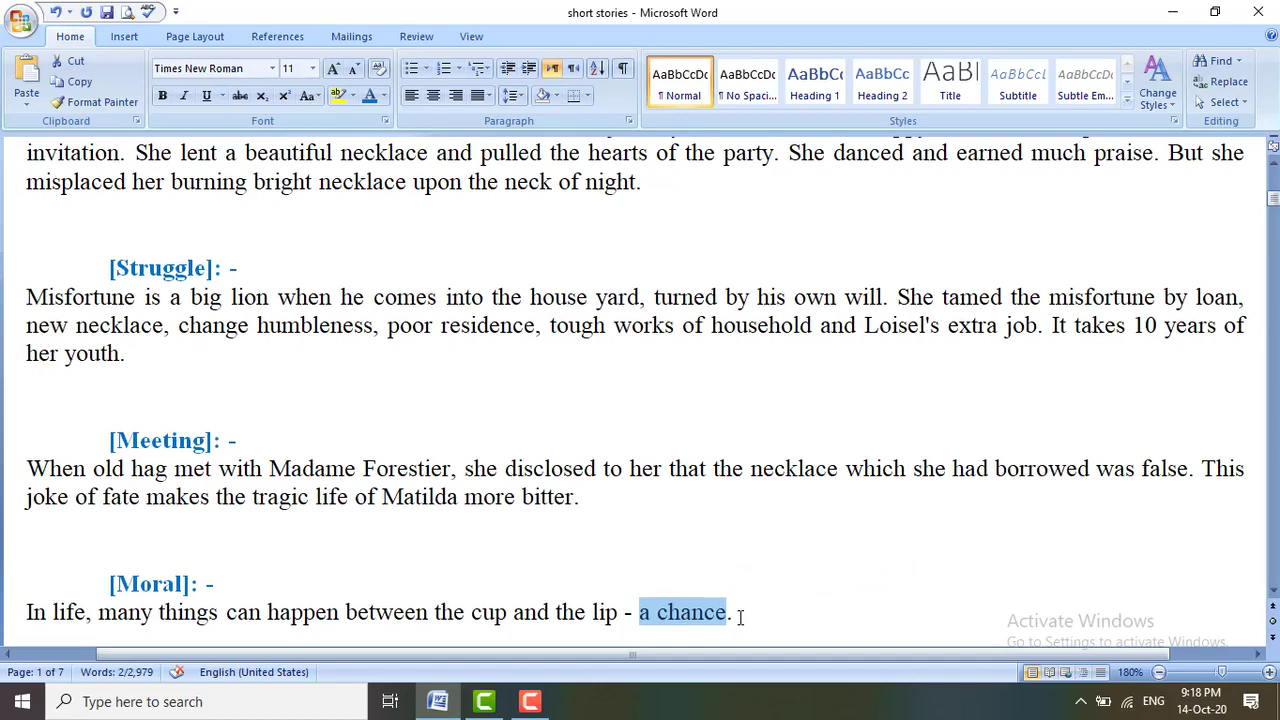 short stories - Microsoft Word
Home Insert Page Layout References Mailings Review View
Paste
Cut
Copy
Format Painter
Clipboard
Times New Roman 11
Font
Paragraph
AaBbCcDc AaBbCcDc AaBbCc AaBbCc AaBl AaBbCcL AaBbCcDc
¶ Normal ¶ No Spaci... Heading 1 Heading 2 Title Subtitle Subtle Em...
Change Styles
Styles
Find
Replace
Select
Editing
invitation. She lent a beautiful necklace and pulled the hearts of the party. She danced and earned much praise. But she
misplaced her burning bright necklace upon the neck of night.
[Struggle]: -
Misfortune is a big lion when he comes into the house yard, turned by his own will. She tamed the misfortune by loan,
new necklace, change humbleness, poor residence, tough works of household and Loisel's extra job. It takes 10 years of
her youth.
[Meeting]: -
When old hag met with Madame Forestier, she disclosed to her that the necklace which she had borrowed was false. This
joke of fate makes the tragic life of Matilda more bitter.
[Moral]: -
In life, many things can happen between the cup and the lip - a chance.
Activate Windows
Go to Settings to activate Windows.
Page: 1 of 7 Words: 2/2,979 English (United States) 180%
Type here to search
ENG
9:18 PM
14-Oct-20